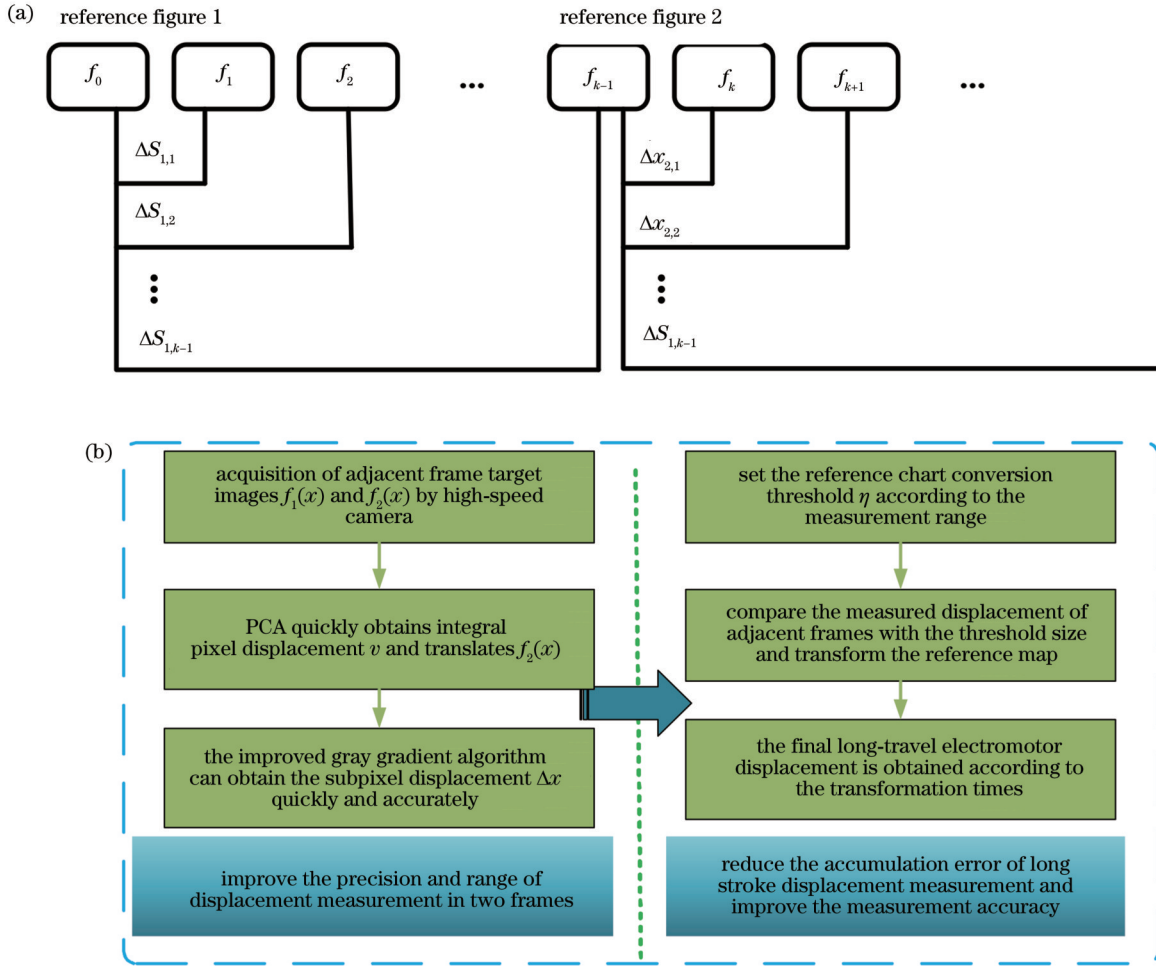 (a)
reference figure 1
reference figure 2
f0
f1
f2
...
fk−1
fk
fk+1
...
ΔS1,1
Δx2,1
ΔS1,2
Δx2,2
ΔS1,k−1
ΔS1,k−1
(b)
acquisition of adjacent frame target
images f1(x) and f2(x) by high-speed
camera
PCA quickly obtains integral
pixel displacement v and translates f2(x)
the improved gray gradient algorithm
can obtain the subpixel displacement Δx
quickly and accurately
improve the precision and range of
displacement measurement in two frames
set the reference chart conversion
threshold η according to the
measurement range
compare the measured displacement of
adjacent frames with the threshold size
and transform the reference map
the final long-travel electromotor
displacement is obtained according to
the transformation times
reduce the accumulation error of long
stroke displacement measurement and
improve the measurement accuracy